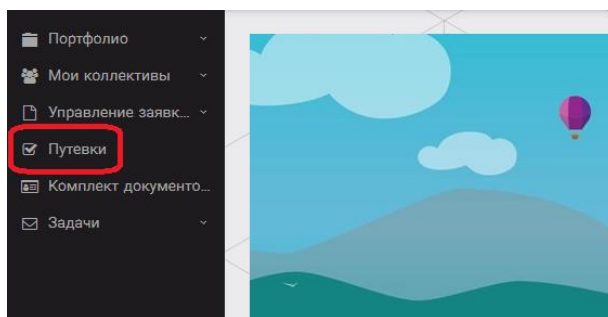 Портфолио
Мои коллективы
Управление заявк...
Путевки
Комплект документо...
Задачи